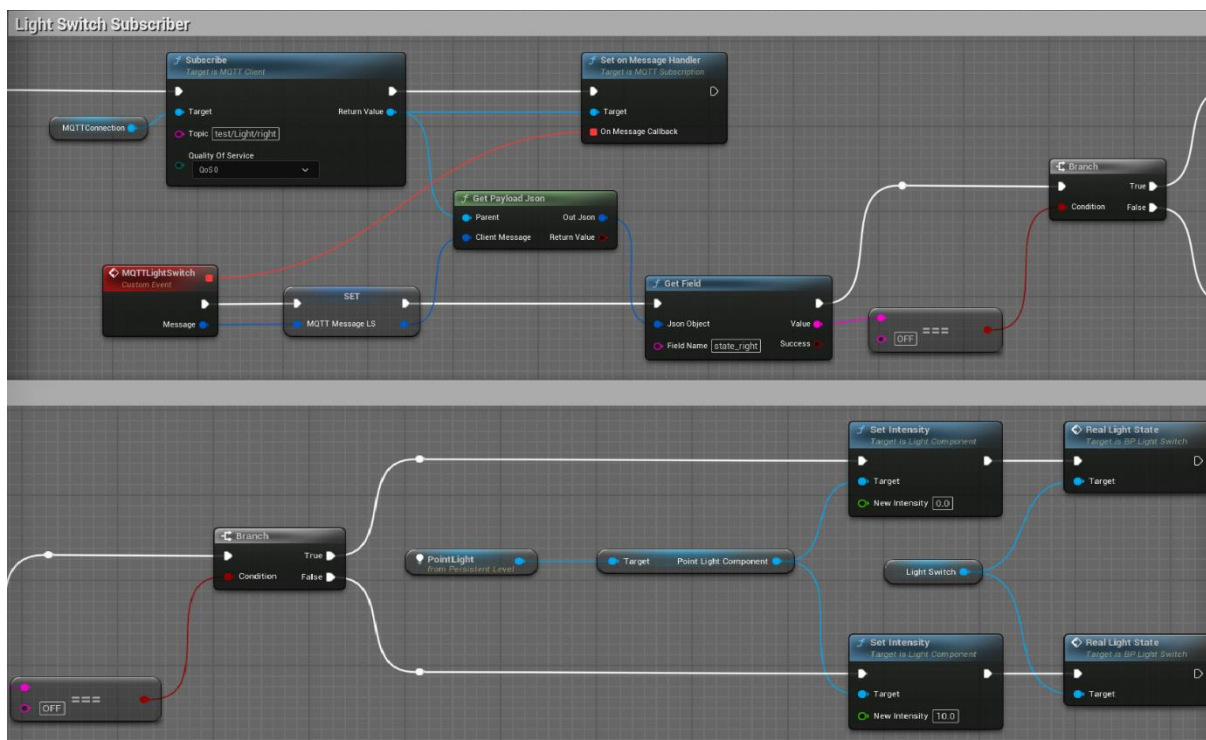 Light Switch Subscriber
Subscribe
Target is MQTT Client
Target
Return Value
Topic test/Light/right
Quality Of Service
QoS 0
MQTTConnection
Set on Message Handler
Target is MQTT Subscription
Target
On Message Callback
Get Payload Json
Parent
Out Json
Client Message
Return Value
MQTTLightSwitch
Custom Event
Message
SET
MQTT Message LS
Get Field
Json Object
Value
Field Name state_right
Success
OFF
===
Branch
True
Condition
False
Branch
True
Condition
False
OFF
===
PointLight
from Persistent Level
Target
Point Light Component
Set Intensity
Target is Light Component
Target
New Intensity 0.0
Real Light State
Target is BP Light Switch
Target
Light Switch
Set Intensity
Target is Light Component
Target
New Intensity 10.0
Real Light State
Target is BP Light Switch
Target